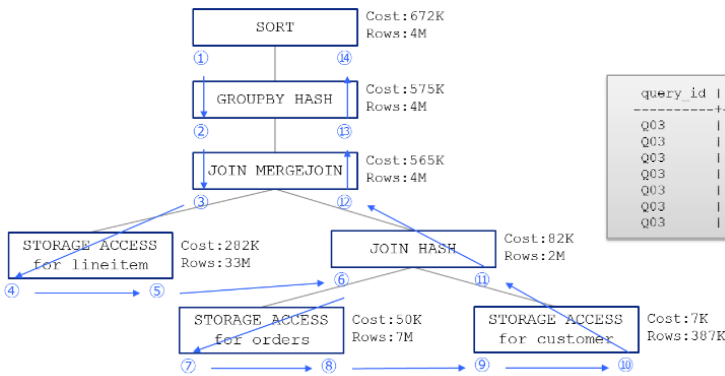 SORT
Cost:672K
Rows:4M
① ⑭
GROUPBY HASH
Cost:575K
Rows:4M
② ⑬
JOIN MERGEJOIN
Cost:565K
Rows:4M
③ ⑫
STORAGE ACCESS
for lineitem
Cost:282K
Rows:33M
④ ⑤
JOIN HASH
Cost:82K
Rows:2M
⑥ ⑪
STORAGE ACCESS
for orders
Cost:50K
Rows:7M
⑦ ⑧
STORAGE ACCESS
for customer
Cost:7K
Rows:387K
⑨ ⑩
query_id |
---------+-
Q03 |
Q03 |
Q03 |
Q03 |
Q03 |
Q03 |
Q03 |